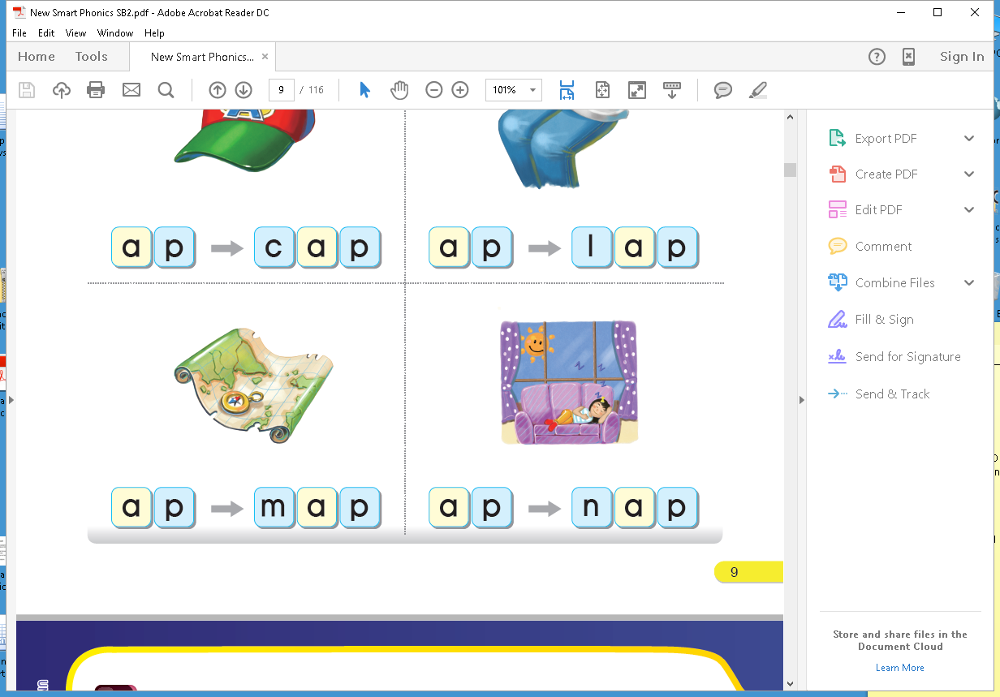 New Smart Phonics SB2.pdf - Adobe Acrobat Reader DC
File Edit View Window Help
Home Tools New Smart Phonics... × Sign In
9 / 116 101%
Export PDF
Create PDF
Edit PDF
Comment
Combine Files
Fill & Sign
Send for Signature
Send & Track
Store and share files in the
Document Cloud
Learn More
a p c a p
a p l a p
a p m a p
a p n a p
9